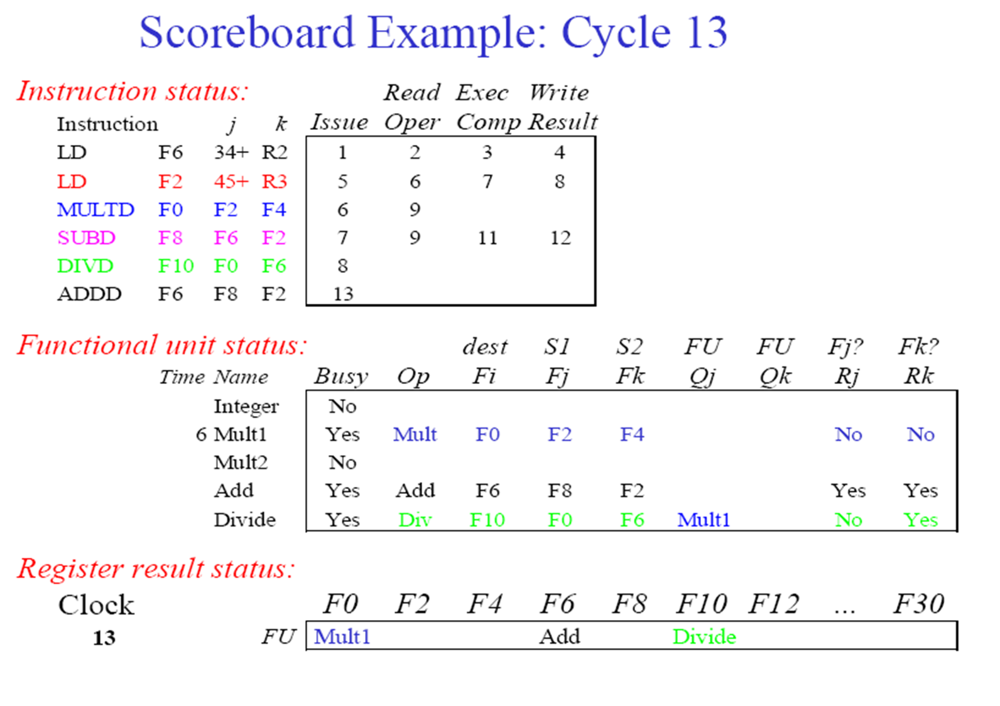 Scoreboard Example: Cycle 13
Instruction status: Read Exec Write
Instruction j k Issue Oper Comp Result
LD F6 34+ R2 1 2 3 4
LD F2 45+ R3 5 6 7 8
MULTD F0 F2 F4 6 9
SUBD F8 F6 F2 7 9 11 12
DIVD F10 F0 F6 8
ADDD F6 F8 F2 13
Functional unit status: dest S1 S2 FU FU Fj? Fk?
Time Name Busy Op Fi Fj Fk Qj Qk Rj Rk
Integer No
6 Mult1 Yes Mult F0 F2 F4 No No
Mult2 No
Add Yes Add F6 F8 F2 Yes Yes
Divide Yes Div F10 F0 F6 Mult1 No Yes
Register result status:
Clock F0 F2 F4 F6 F8 F10 F12 ... F30
13 FU Mult1 Add Divide